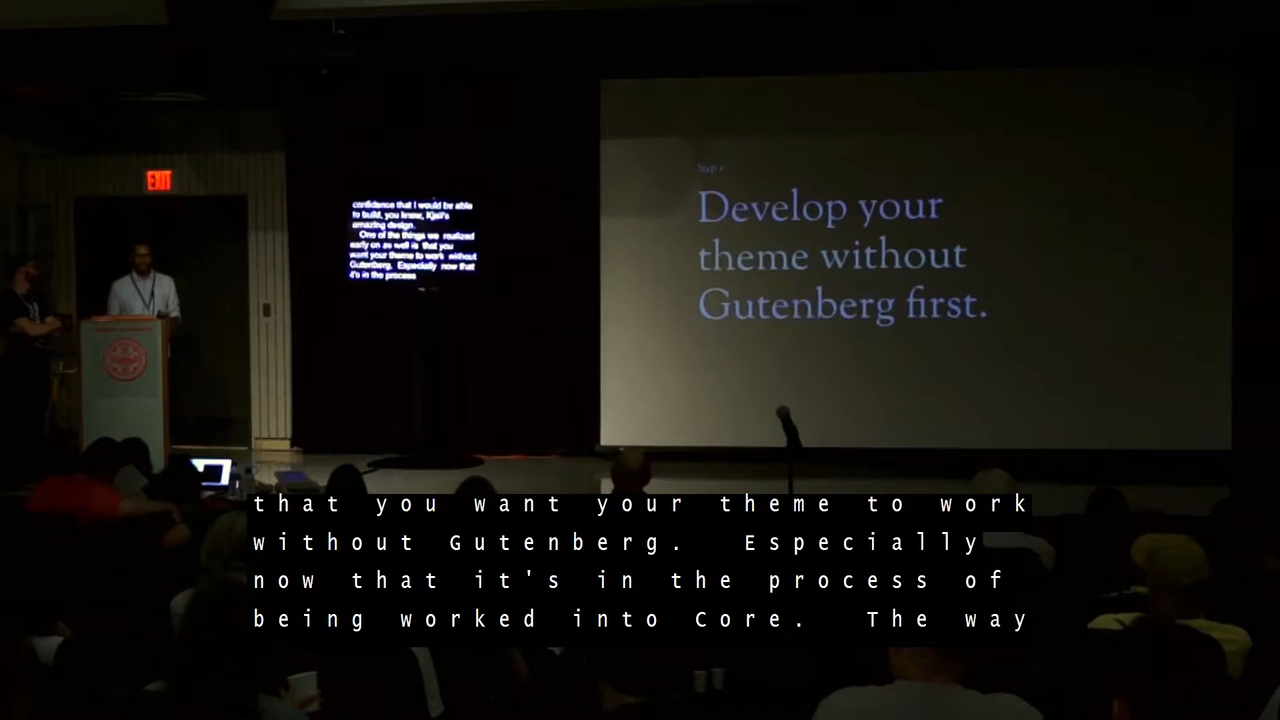 EXIT
confidence that I would be able
to build, you know, Kjell's
amazing design.
One of the things we realized
early on as well is that you
want your theme to work without
Gutenberg. Especially now that
it's in the process
Step
Develop your
theme without
Gutenberg first.
that you want your theme to work
without Gutenberg. Especially
now that it's in the process of
being worked into Core. The way